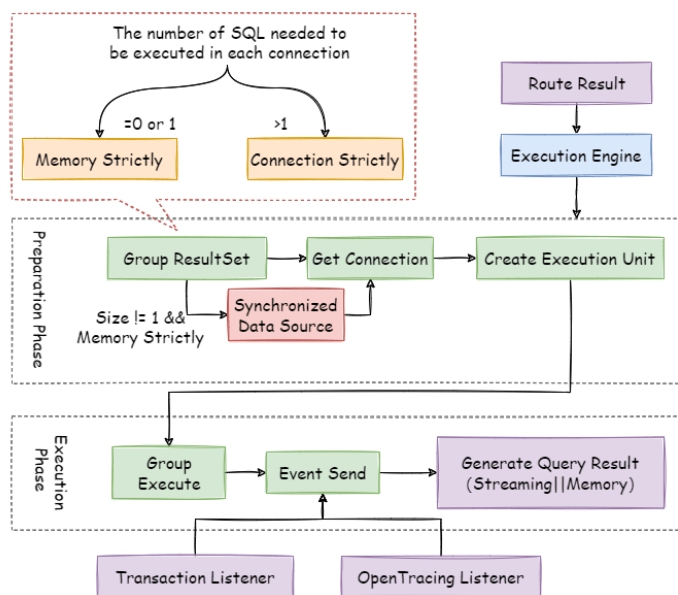 The number of SQL needed to
be executed in each connection
=0 or 1
>1
Memory Strictly
Connection Strictly
Route Result
Execution Engine
Preparation Phase
Group ResultSet
Get Connection
Create Execution Unit
Size != 1 &&
Memory Strictly
Synchronized
Data Source
Execution
Phase
Group
Execute
Event Send
Generate Query Result
(Streaming||Memory)
Transaction Listener
OpenTracing Listener